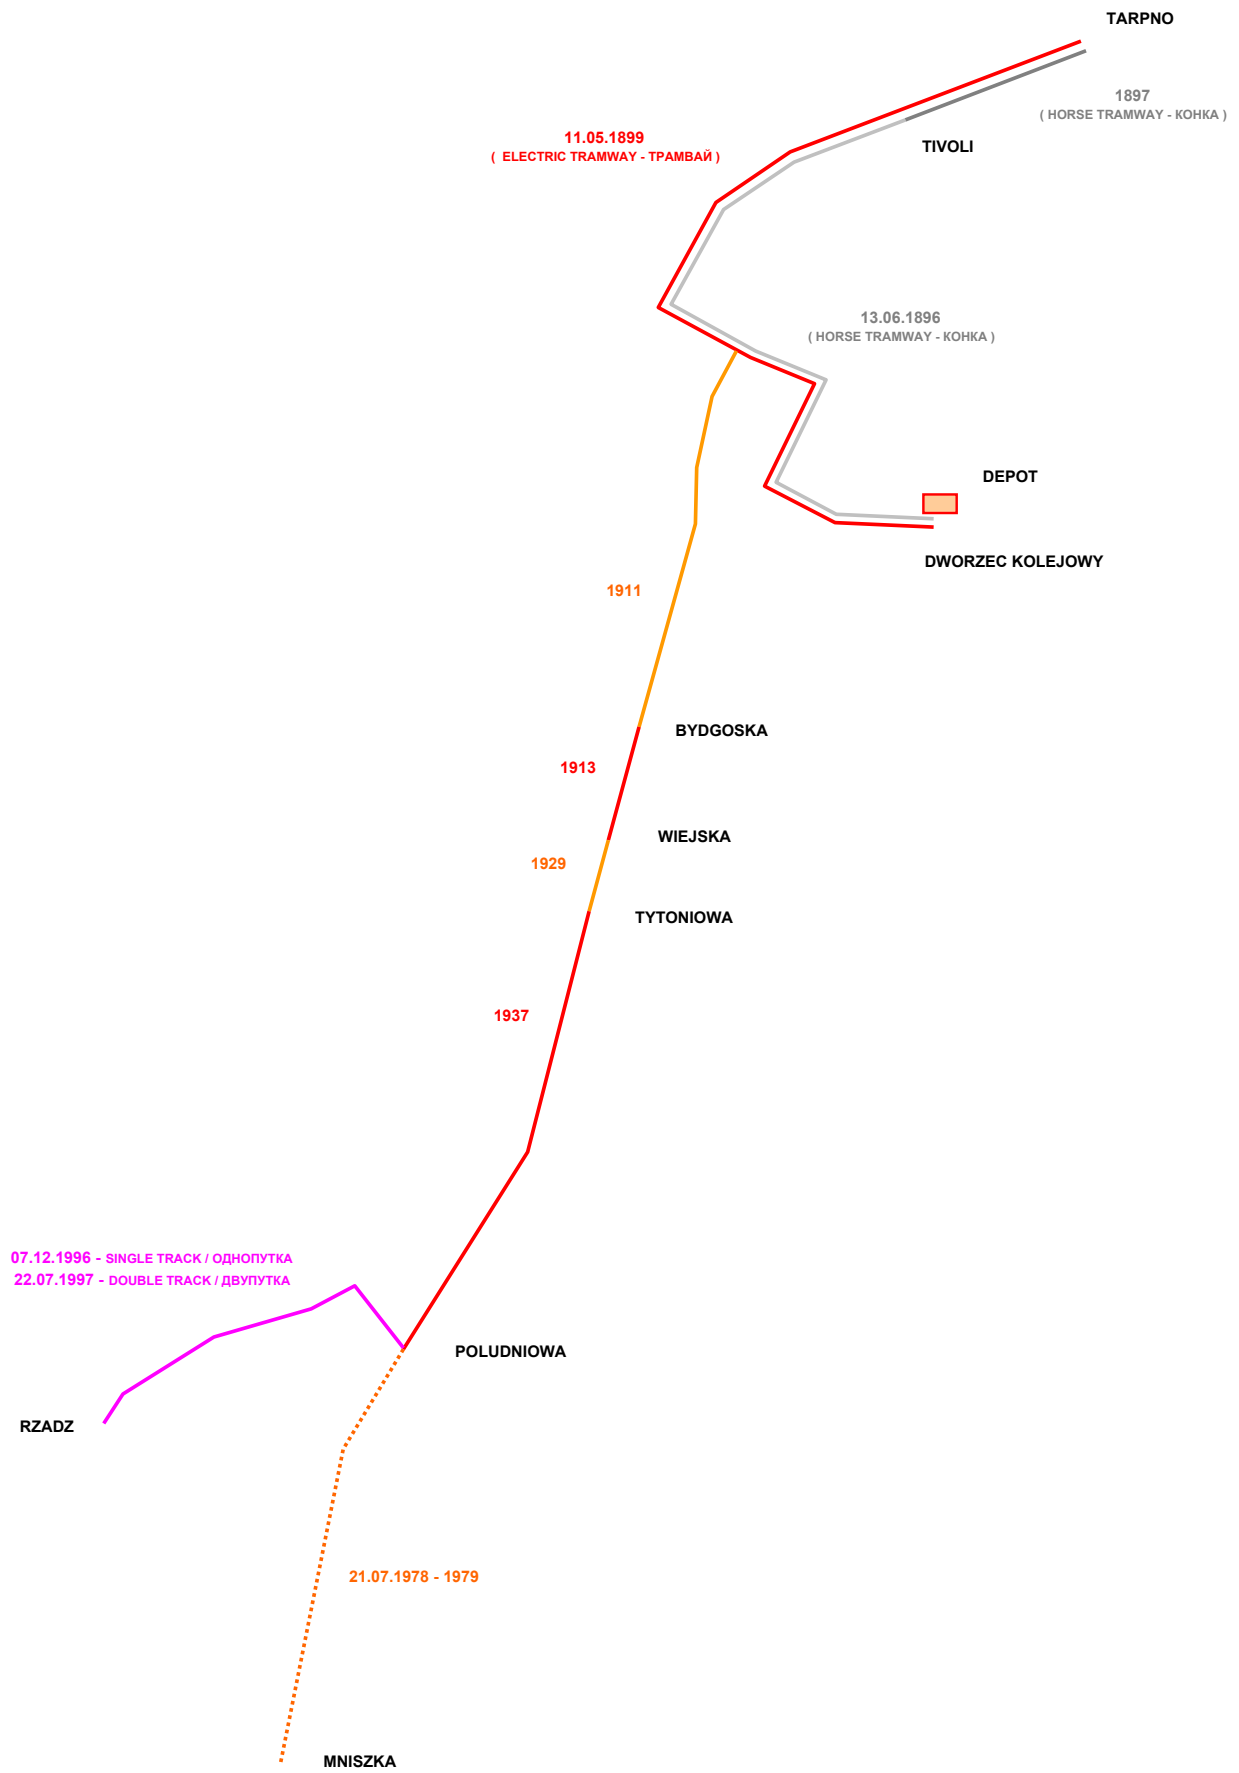 TARPNO
1897
( HORSE TRAMWAY - КОНКА )
11.05.1899
( ELECTRIC TRAMWAY - ТРАМВАЙ )
TIVOLI
13.06.1896
( HORSE TRAMWAY - КОНКА )
DEPOT
DWORZEC KOLEJOWY
1911
BYDGOSKA
1913
WIEJSKA
1929
TYTONIOWA
1937
07.12.1996 - SINGLE TRACK / ОДНОПУТКА
22.07.1997 - DOUBLE TRACK / ДВУПУТКА
POLUDNIOWA
RZADZ
21.07.1978 - 1979
MNISZKA